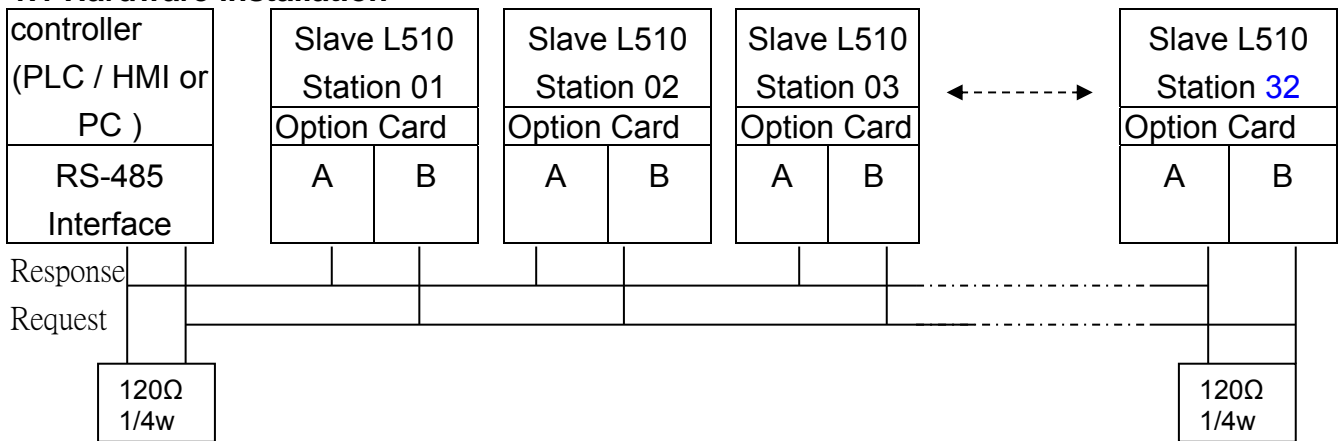 controller
(PLC / HMI or
PC )
RS-485
Interface
Slave L510
Station 01
Option Card
A B
Slave L510
Station 02
Option Card
A B
Slave L510
Station 03
Option Card
A B
Slave L510
Station 32
Option Card
A B
Response
Request
120Ω
1/4w
120Ω
1/4w